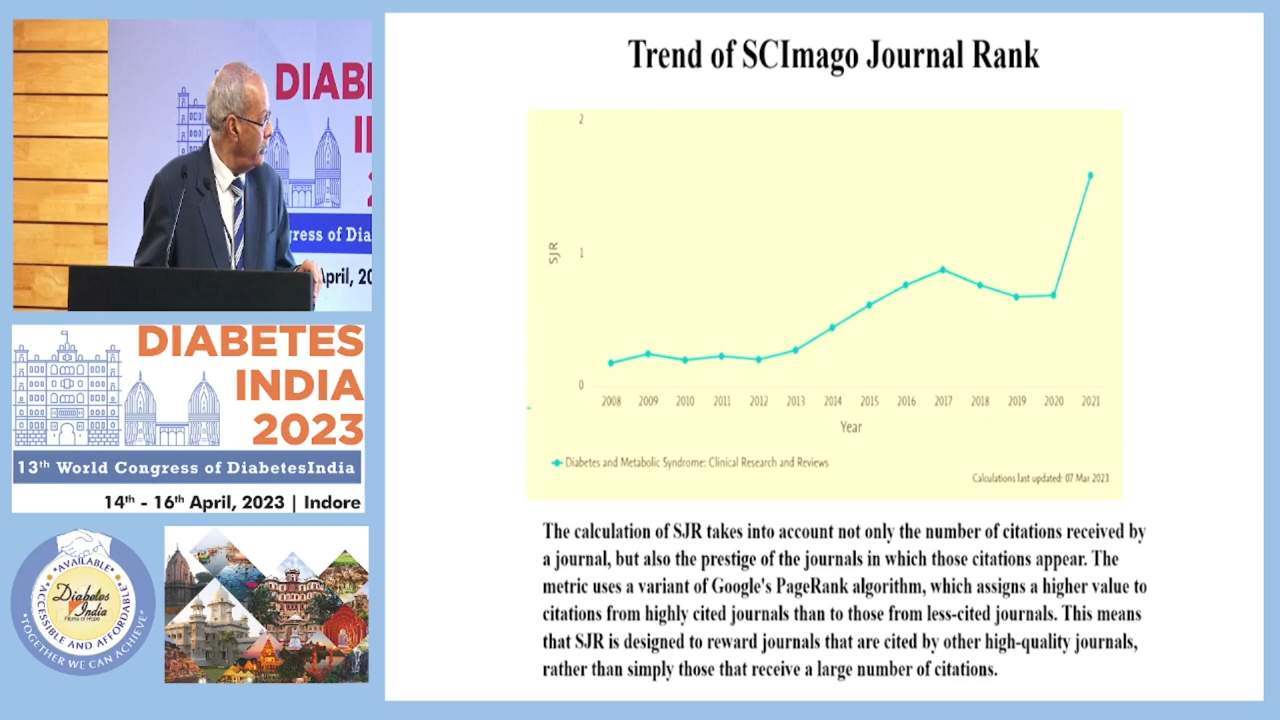 DIAB
April, 20
DIABETES
INDIA
2023
13th World Congress of DiabetesIndia
14th - 16th April, 2023 | Indore
*AVAILABLE*
*ACCESSIBLE AND AFFORDABLE*
Diabetes
India
"TOGETHER WE CAN ACHIEVE"
Trend of SCImago Journal Rank
2
1
0
SJR
2008 2009 2010 2011 2012 2013 2014 2015 2016 2017 2018 2019 2020 2021
Year
Diabetes and Metabolic Syndrome: Clinical Research and Reviews
Calculations last updated: 07 Mar 2023
The calculation of SJR takes into account not only the number of citations received by
a journal, but also the prestige of the journals in which those citations appear. The
metric uses a variant of Google's PageRank algorithm, which assigns a higher value to
citations from highly cited journals than to those from less-cited journals. This means
that SJR is designed to reward journals that are cited by other high-quality journals,
rather than simply those that receive a large number of citations.